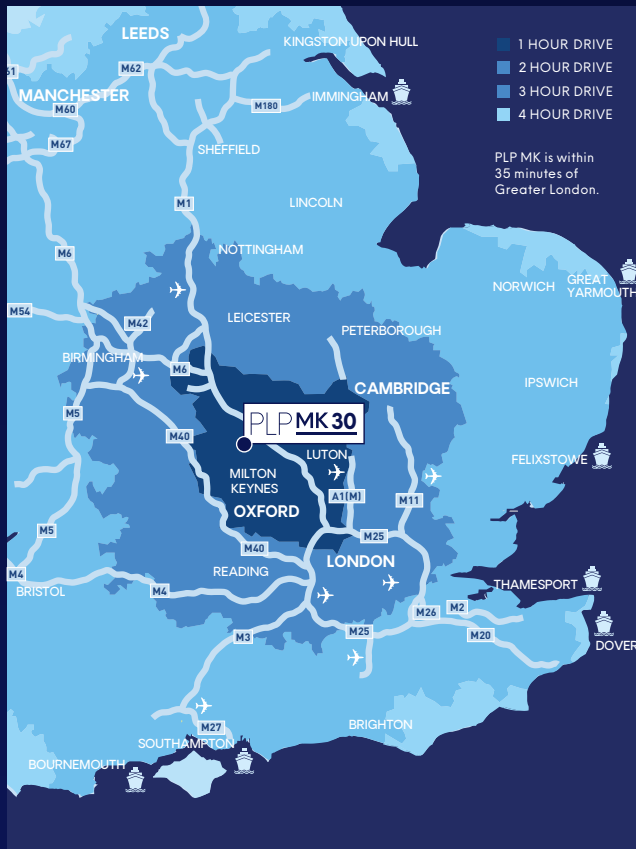 LEEDS
KINGSTON UPON HULL
1 HOUR DRIVE
2 HOUR DRIVE
3 HOUR DRIVE
4 HOUR DRIVE
M62
MANCHESTER
M60
IMMINGHAM
M180
M67
SHEFFIELD
PLP MK is within
35 minutes of
Greater London.
M1
LINCOLN
M6
NOTTINGHAM
NORWICH
GREAT
YARMOUTH
M54
M42
LEICESTER
PETERBOROUGH
BIRMINGHAM
M6
CAMBRIDGE
IPSWICH
M5
PLP MK 30
M40
LUTON
FELIXSTOWE
MILTON
KEYNES
A1(M)
M11
OXFORD
M5
M25
M40
LONDON
M4
READING
THAMESPORT
BRISTOL
M4
M26
M2
M3
M25
M20
DOVER
M27
BRIGHTON
SOUTHAMPTON
BOURNEMOUTH